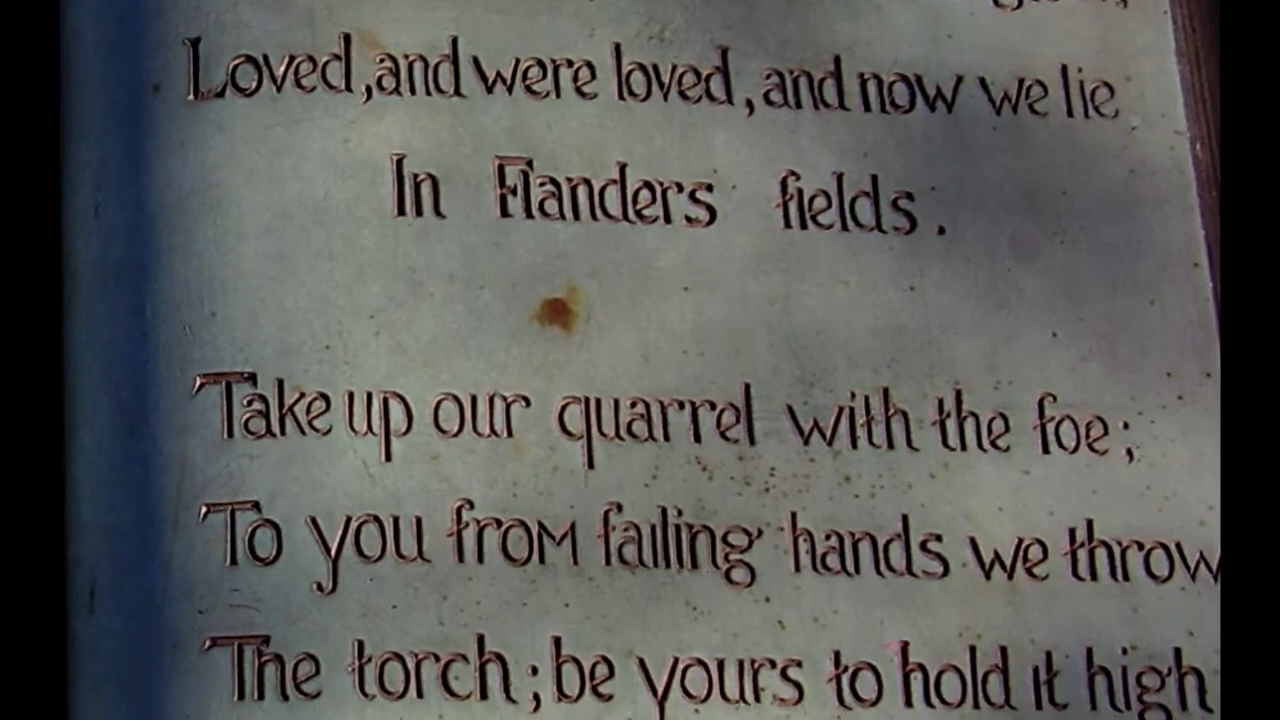 Loved, and were loved, and now we lie
In Flanders fields.
Take up our quarrel with the foe;
To you from failing hands we throw
The torch; be yours to hold it high